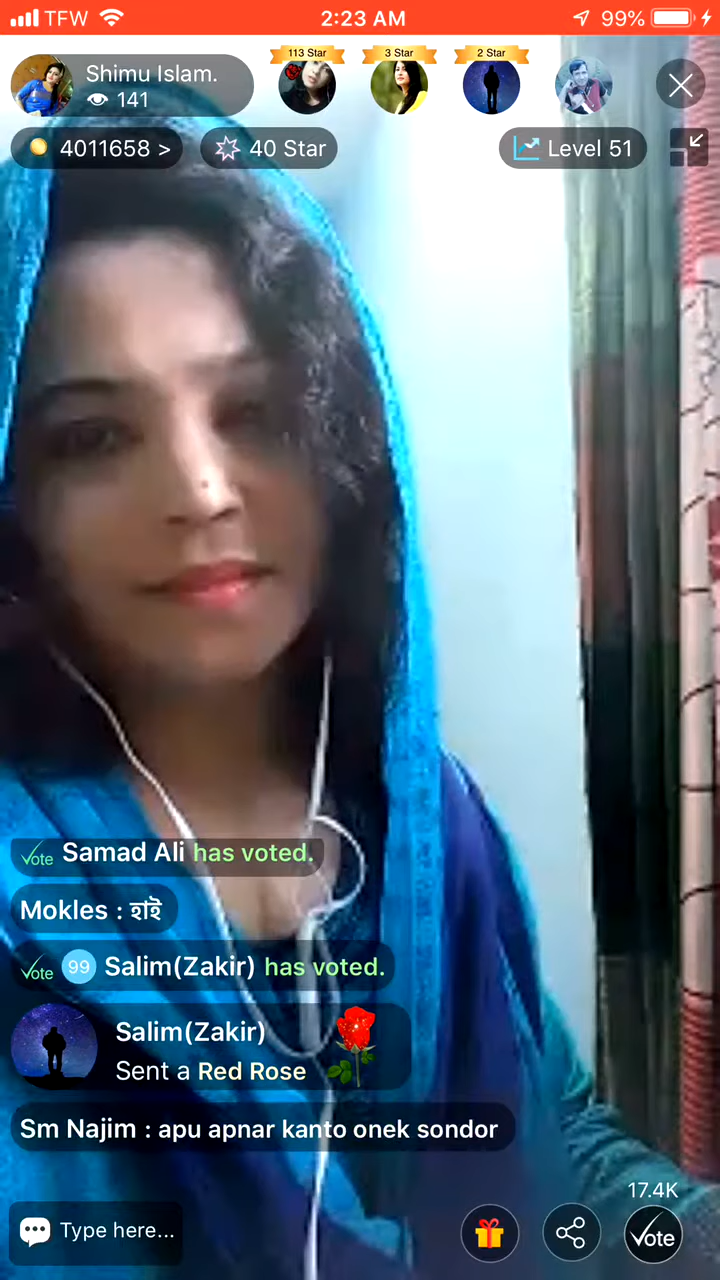 TFW
2:23 AM
99%
113 Star
3 Star
2 Star
Shimu Islam.
141
4011658 >
40 Star
Level 51
Vote Samad Ali has voted.
Mokles : হাই
Vote 99 Salim(Zakir) has voted.
Salim(Zakir)
Sent a Red Rose
Sm Najim : apu apnar kanto onek sondor
17.4K
Type here...
Vote